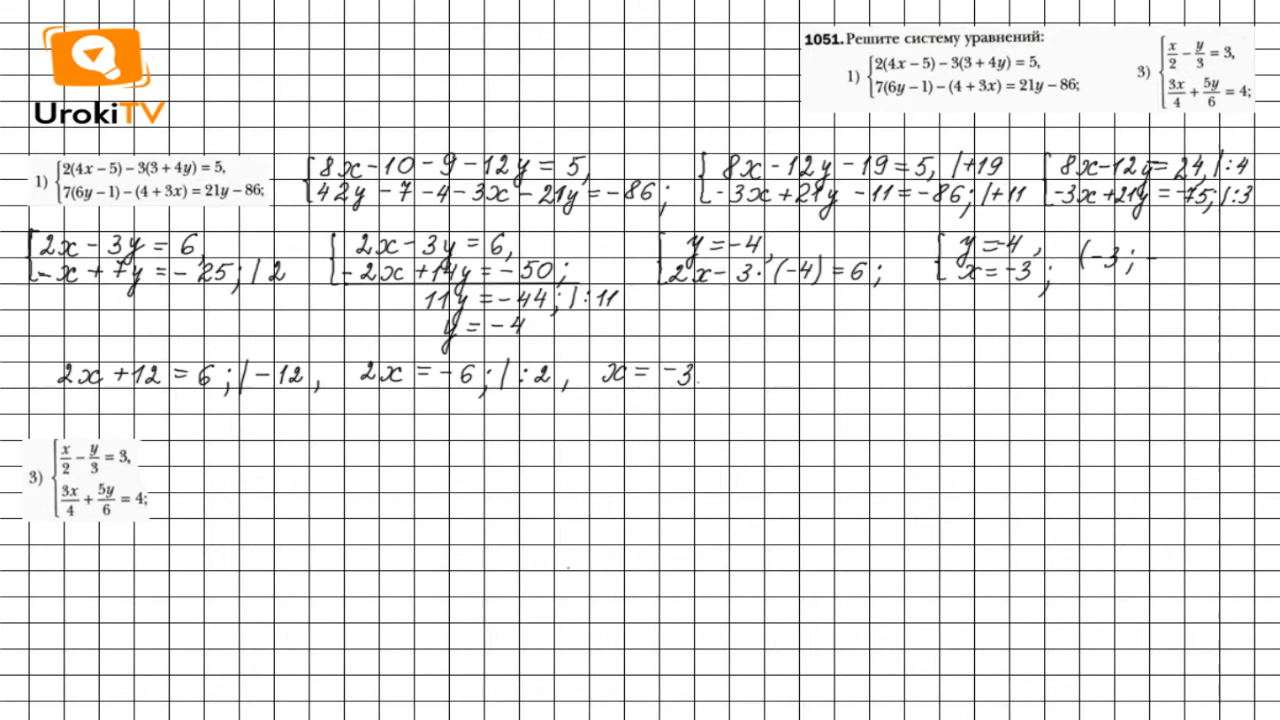 UrokiTV
1051. Решите систему уравнений:
1) { 2(4x − 5) − 3(3 + 4y) = 5,
7(6y − 1) − (4 + 3x) = 21y − 86;
3) { x/2 − y/3 = 3,
3x/4 + 5y/6 = 4;
1) { 2(4x − 5) − 3(3 + 4y) = 5,
7(6y − 1) − (4 + 3x) = 21y − 86;
{ 8x − 10 − 9 − 12y = 5,
42y − 7 − 4 − 3x − 21y = −86;
{ 8x − 12y − 19 = 5, |+19
−3x + 21y − 11 = −86; |+11
{ 8x − 12y = 24, |:4
−3x + 21y = −75; |:3
{ 2x − 3y = 6,
−x + 7y = −25; | 2
{ 2x − 3y = 6,
−2x + 14y = −50;
11y = −44; |:11
y = −4
{ y = −4,
2x − 3·(−4) = 6;
{ y = −4,
x = −3;
(−3; −
2x + 12 = 6; |−12, 2x = −6; |:2, x = −3.
3) { x/2 − y/3 = 3,
3x/4 + 5y/6 = 4;